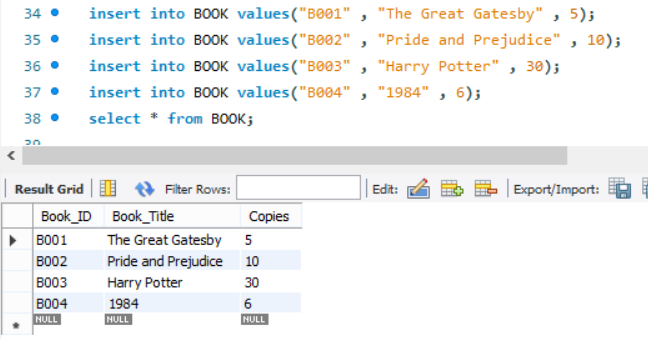 34 insert into BOOK values("B001" , "The Great Gatesby" , 5);
35 insert into BOOK values("B002" , "Pride and Prejudice" , 10);
36 insert into BOOK values("B003" , "Harry Potter" , 30);
37 insert into BOOK values("B004" , "1984" , 6);
38 select * from BOOK;
39
Result Grid Filter Rows: Edit: Export/Import:
Book_ID Book_Title Copies
B001 The Great Gatesby 5
B002 Pride and Prejudice 10
B003 Harry Potter 30
B004 1984 6
NULL NULL NULL